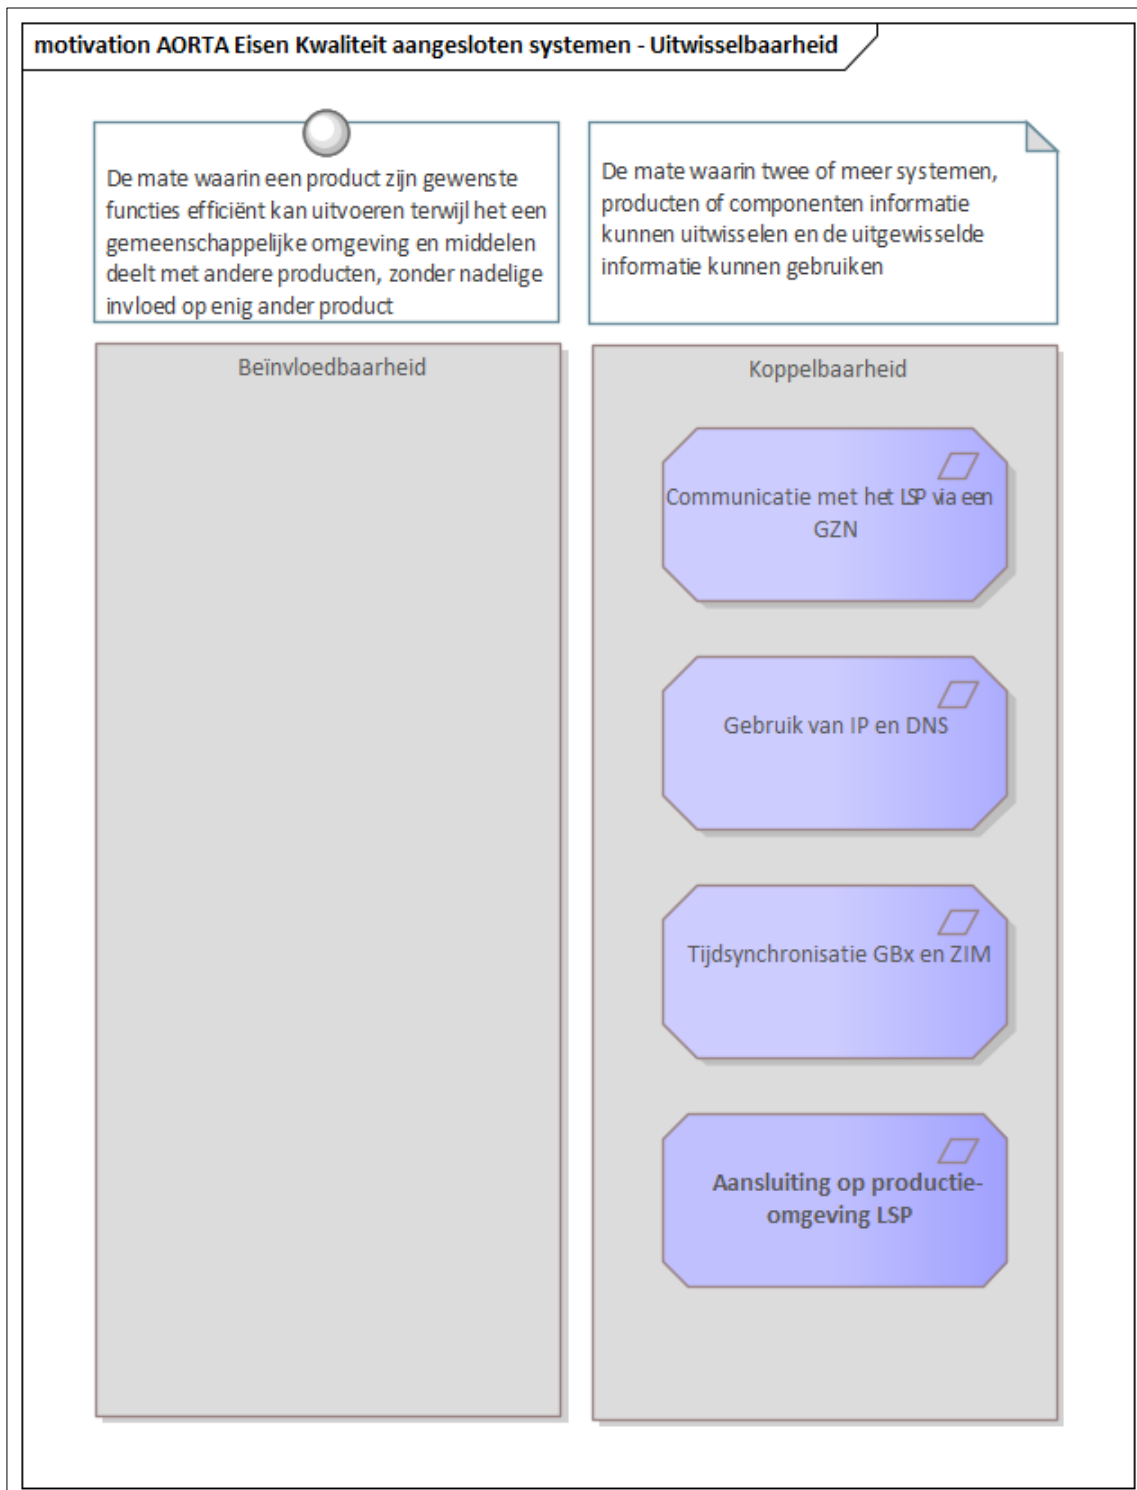 motivation AORTA Eisen Kwaliteit aangesloten systemen - Uitwisselbaarheid
De mate waarin een product zijn gewenste
functies efficiënt kan uitvoeren terwijl het een
gemeenschappelijke omgeving en middelen
deelt met andere producten, zonder nadelige
invloed op enig ander product
De mate waarin twee of meer systemen,
producten of componenten informatie
kunnen uitwisselen en de uitgewisselde
informatie kunnen gebruiken
Beïnvloedbaarheid
Koppelbaarheid
Communicatie met het LSP via een
GZN
Gebruik van IP en DNS
Tijdsynchronisatie GBx en ZIM
Aansluiting op productie-
omgeving LSP